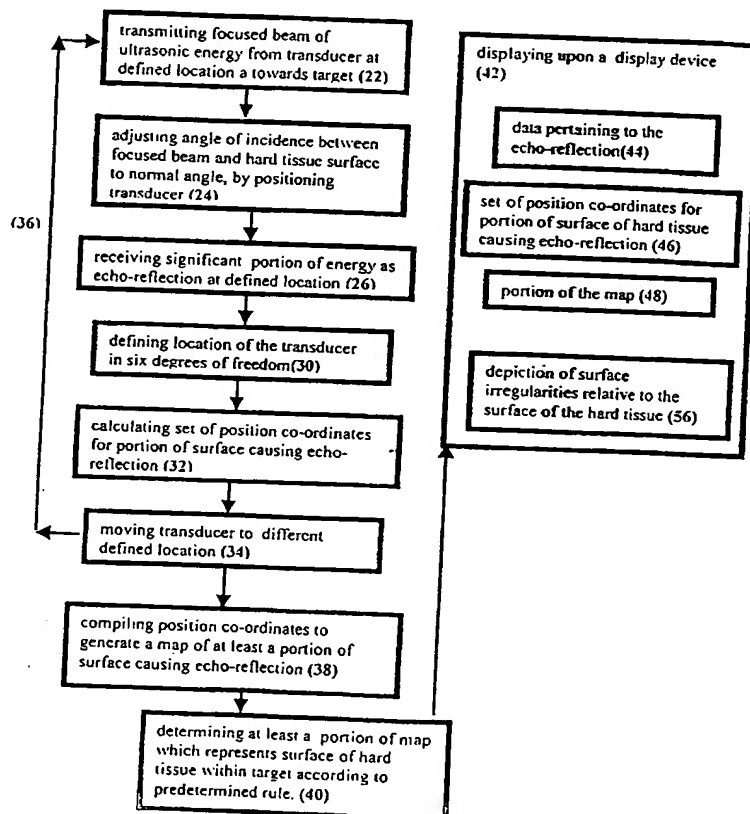 transmitting focused beam of
ultrasonic energy from transducer at
defined location a towards target (22)
adjusting angle of incidence between
focused beam and hard tissue surface
to normal angle, by positioning
transducer (24)
(36)
receiving significant portion of energy as
echo-reflection at defined location (26)
defining location of the transducer
in six degrees of freedom(30)
calculating set of position co-ordinates
for portion of surface causing echo-
reflection (32)
moving transducer to different
defined location (34)
compiling position co-ordinates to
generate a map of at least a portion of
surface causing echo-reflection (38)
determining at least a portion of map
which represents surface of hard
tissue within target according to
predetermined rule. (40)
displaying upon a display device
(42)
data pertaining to the
echo-reflection(44)
set of position co-ordinates for
portion of surface of hard tissue
causing echo-reflection (46)
portion of the map (48)
depiction of surface
irregularities relative to the
surface of the hard tissue (56)